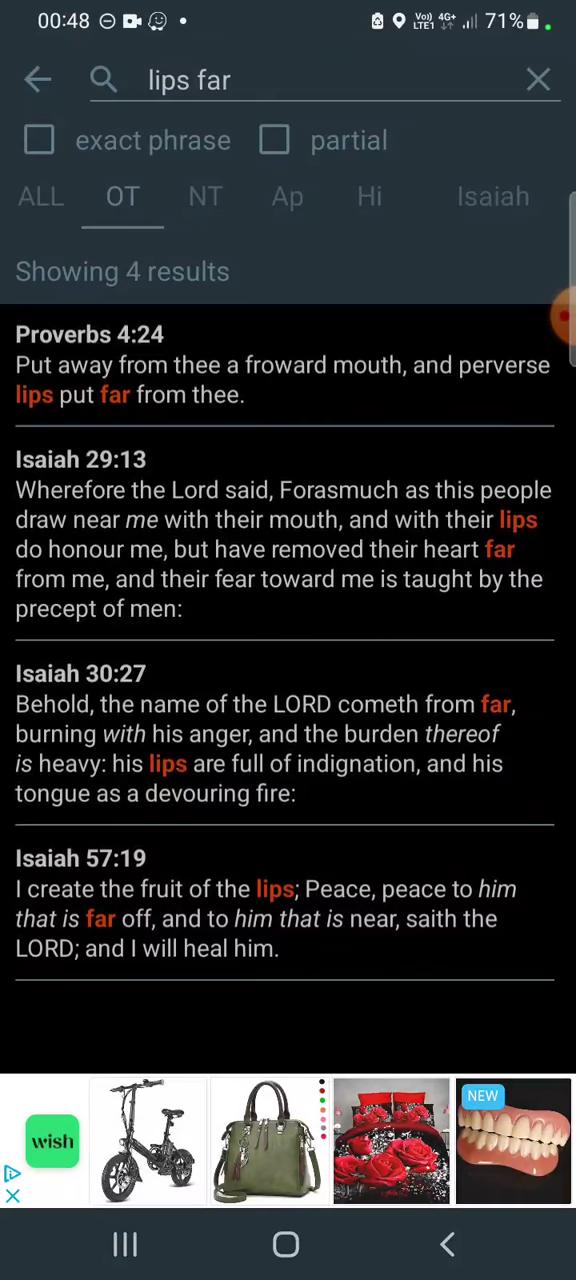 00:48 Vo) LTE1 4G+ 71%
lips far
exact phrase partial
ALL OT NT Ap Hi Isaiah
Showing 4 results
Proverbs 4:24
Put away from thee a froward mouth, and perverse
lips put far from thee.
Isaiah 29:13
Wherefore the Lord said, Forasmuch as this people
draw near me with their mouth, and with their lips
do honour me, but have removed their heart far
from me, and their fear toward me is taught by the
precept of men:
Isaiah 30:27
Behold, the name of the LORD cometh from far,
burning with his anger, and the burden thereof
is heavy: his lips are full of indignation, and his
tongue as a devouring fire:
Isaiah 57:19
I create the fruit of the lips; Peace, peace to him
that is far off, and to him that is near, saith the
LORD; and I will heal him.
wish
NEW